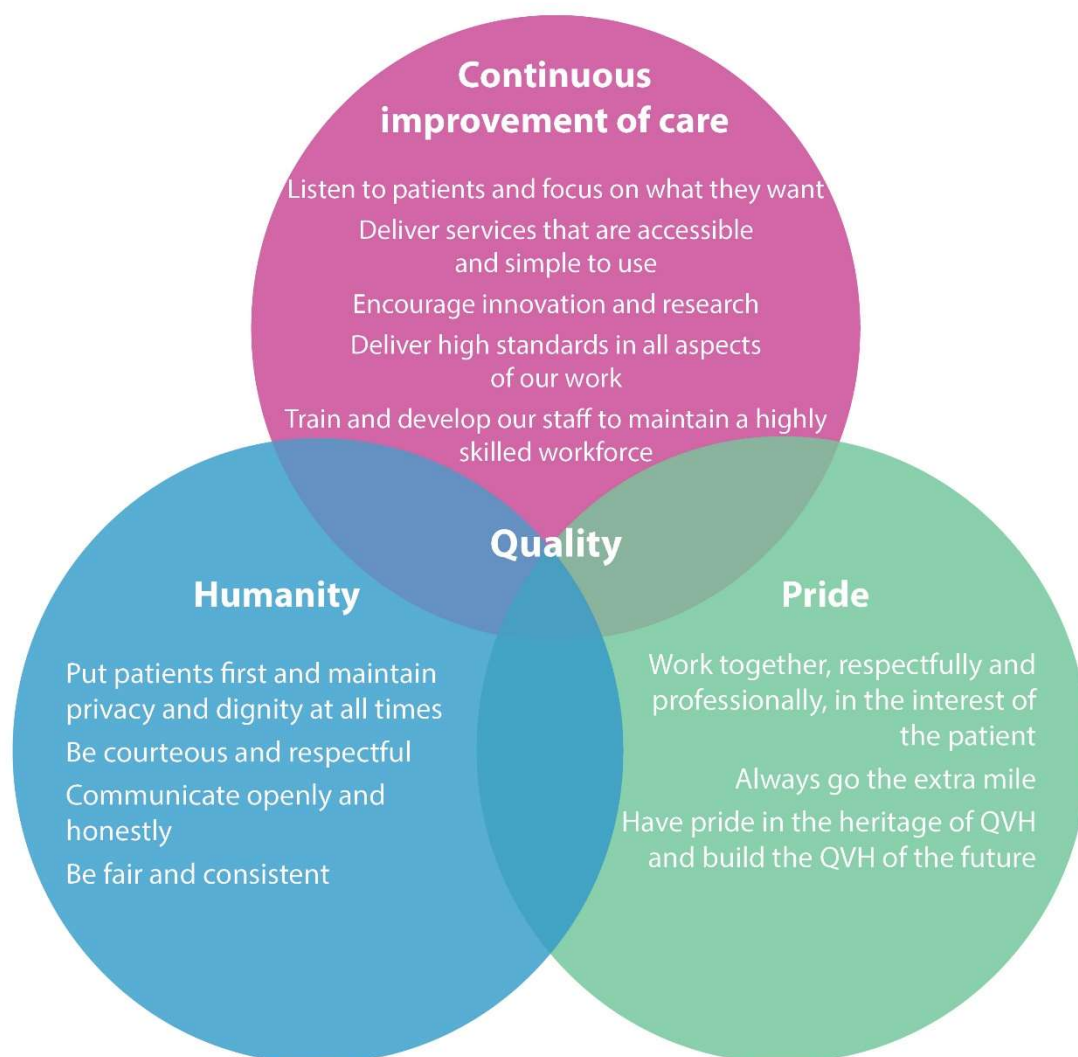 Continuous
improvement of care
Listen to patients and focus on what they want
Deliver services that are accessible
and simple to use
Encourage innovation and research
Deliver high standards in all aspects
of our work
Train and develop our staff to maintain a highly
skilled workforce
Quality
Humanity
Put patients first and maintain
privacy and dignity at all times
Be courteous and respectful
Communicate openly and
honestly
Be fair and consistent
Pride
Work together, respectfully and
professionally, in the interest of
the patient
Always go the extra mile
Have pride in the heritage of QVH
and build the QVH of the future